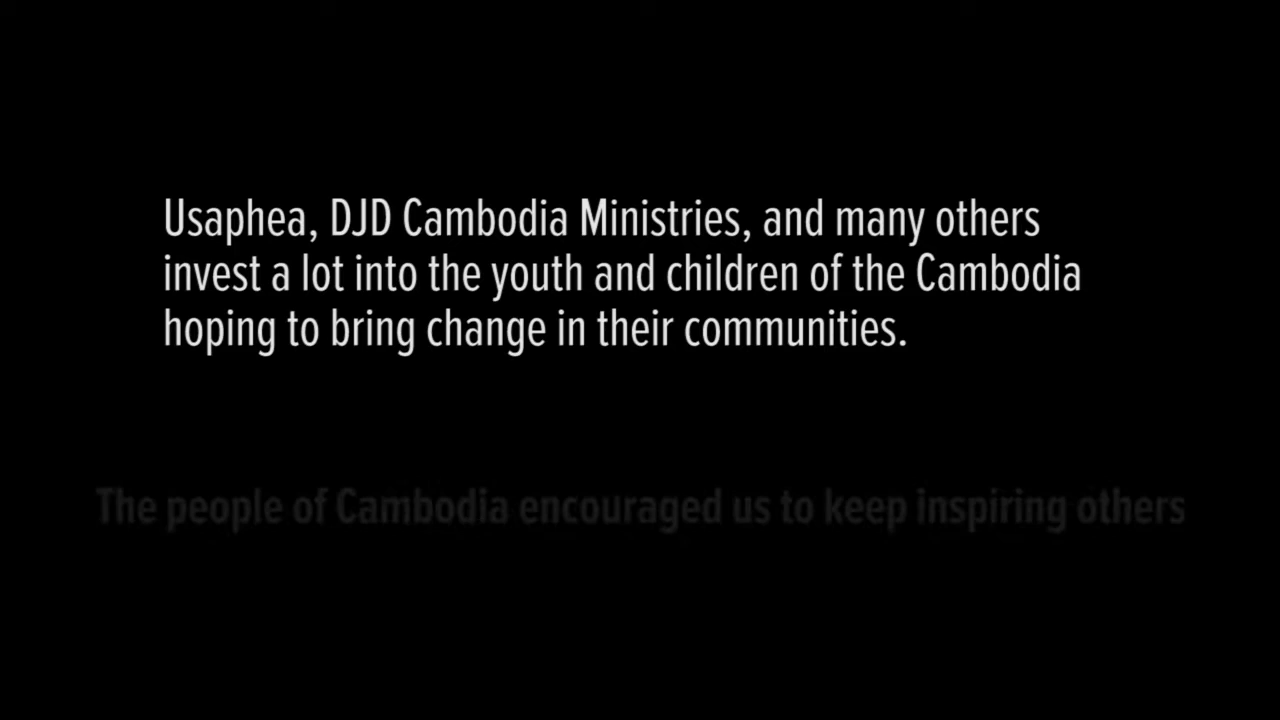 Usaphea, DJD Cambodia Ministries, and many others
invest a lot into the youth and children of the Cambodia
hoping to bring change in their communities.
The people of Cambodia encouraged us to keep inspiring others